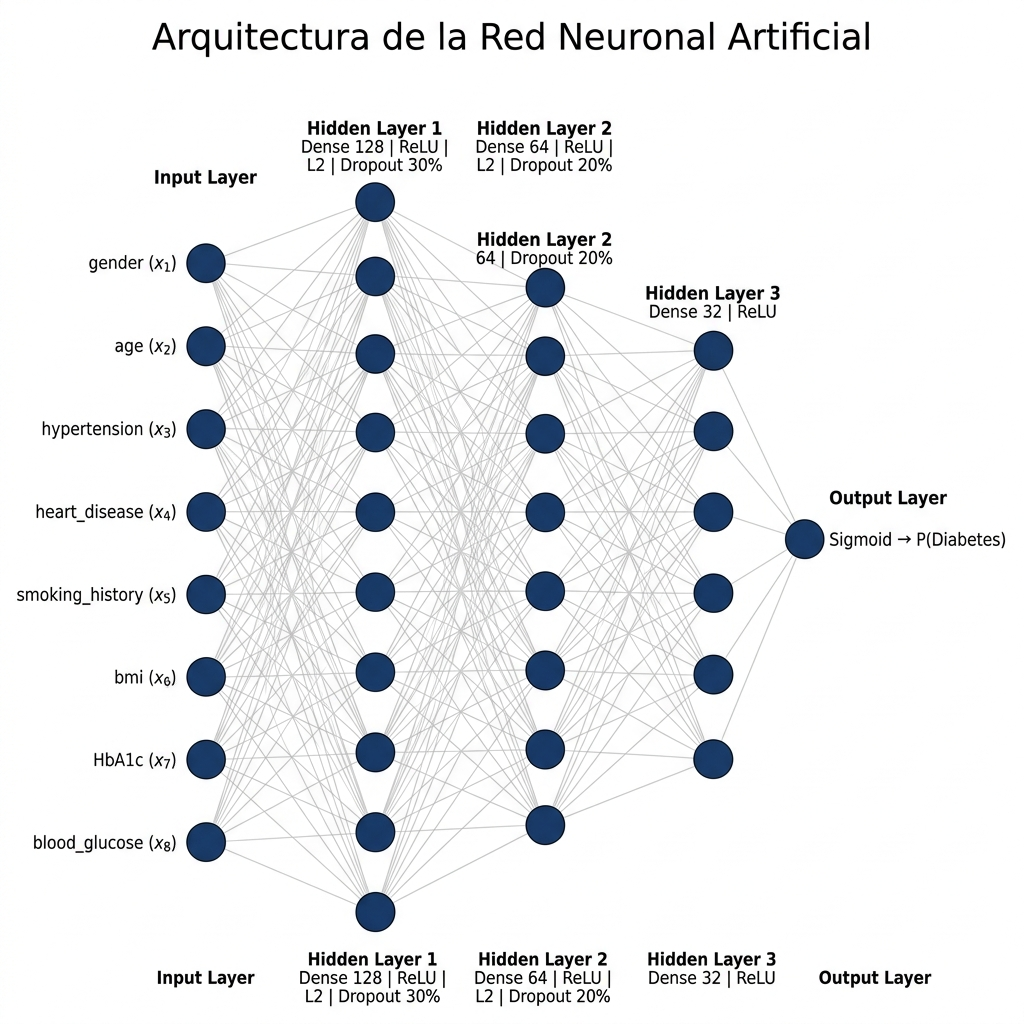 Arquitectura de la Red Neuronal Artificial
Hidden Layer 1
Dense 128 | ReLU |
L2 | Dropout 30%
Hidden Layer 2
Dense 64 | ReLU |
L2 | Dropout 20%
Input Layer
Hidden Layer 2
64 | Dropout 20%
Hidden Layer 3
Dense 32 | ReLU
gender (x₁)
age (x₂)
hypertension (x₃)
heart_disease (x₄)
smoking_history (x₅)
bmi (x₆)
HbA1c (x₇)
blood_glucose (x₈)
Output Layer
Sigmoid → P(Diabetes)
Input Layer
Hidden Layer 1
Dense 128 | ReLU |
L2 | Dropout 30%
Hidden Layer 2
Dense 64 | ReLU |
L2 | Dropout 20%
Hidden Layer 3
Dense 32 | ReLU
Output Layer